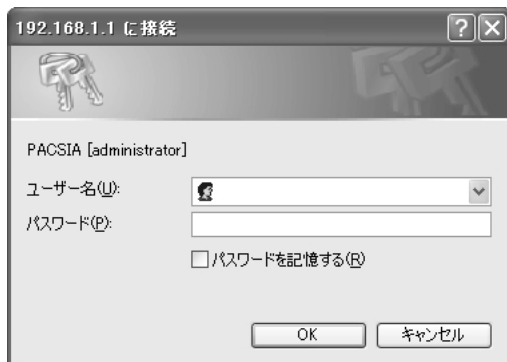 192.168.1.1 に接続
PACSIA [administrator]
ユーザー名(U):
パスワード(P):
パスワードを記憶する(R)
OK
キャンセル